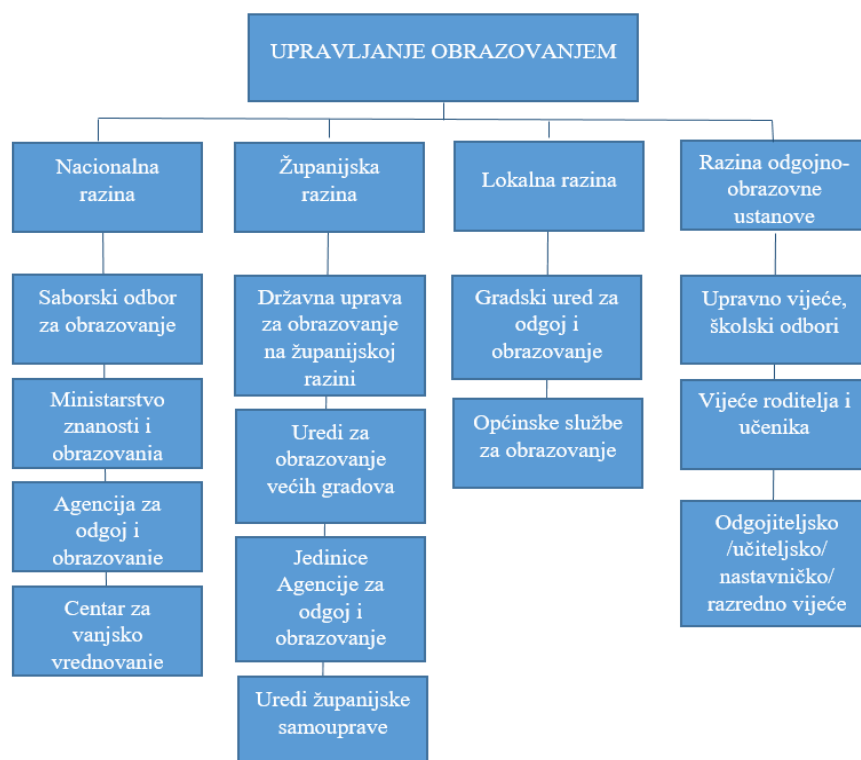 UPRAVLJANJE OBRAZOVANJEM
Nacionalna
razina
Saborski odbor
za obrazovanje
Ministarstvo
znanosti i
obrazovania
Agencija za
odgoj i
obrazovanie
Centar za
vanjsko
vrednovanie
Županijska
razina
Državna uprava
za obrazovanje
na županijskoj
razini
Uredi za
obrazovanje
većih gradova
Jedinice
Agencije za
odgoj i
obrazovanje
Uredi županijske
samouprave
Lokalna razina
Gradski ured za
odgoj i
obrazovanje
Općinske službe
za obrazovanje
Razina odgojno-
obrazovne
ustanove
Upravno vijeće,
školski odbori
Vijeće roditelja i
učenika
Odgojiteljsko
/učiteljsko/
nastavničko/
razredno vijeće